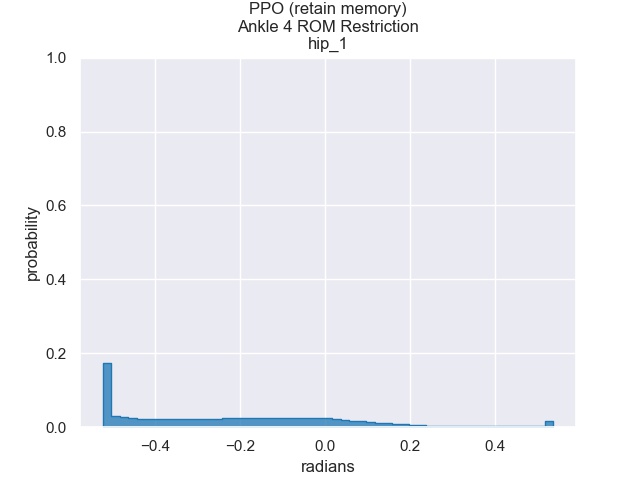 PPO (retain memory)
Ankle 4 ROM Restriction
hip_1
1.0
0.8
0.6
0.4
0.2
0.0
probability
−0.4 −0.2 0.0 0.2 0.4
radians